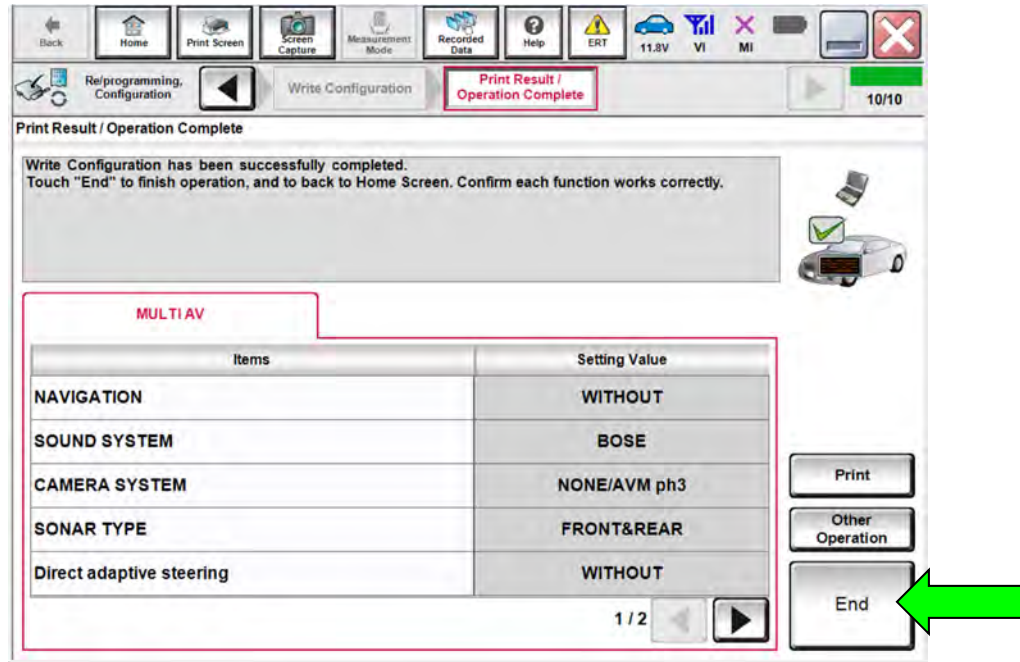 Back
Home
Print Screen
Screen
Capture
Measurement
Mode
Recorded
Data
Help
ERT
11.8V
VI
MI
Re/programming,
Configuration
Write Configuration
Print Result /
Operation Complete
10/10
Print Result / Operation Complete
Write Configuration has been successfully completed.
Touch "End" to finish operation, and to back to Home Screen. Confirm each function works correctly.
MULTI AV
Items Setting Value
NAVIGATION WITHOUT
SOUND SYSTEM BOSE
CAMERA SYSTEM NONE/AVM ph3
SONAR TYPE FRONT&REAR
Direct adaptive steering WITHOUT
1 / 2
Print
Other
Operation
End